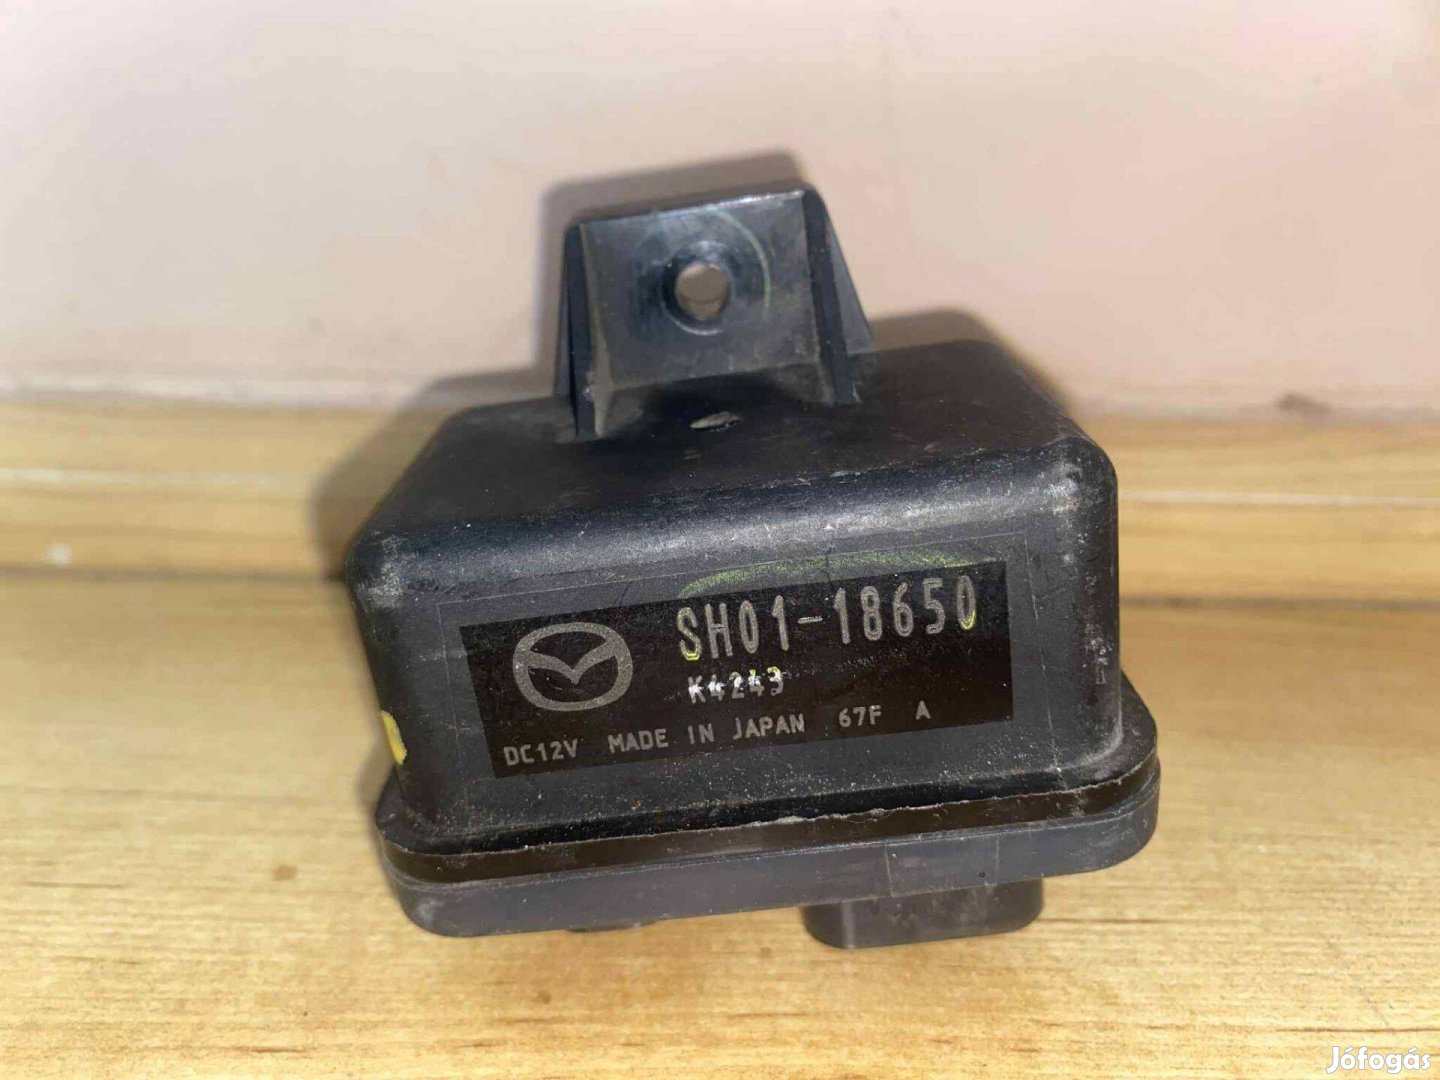 SH01-18650
K4243
DC12V MADE IN JAPAN 67F A
Jófogás